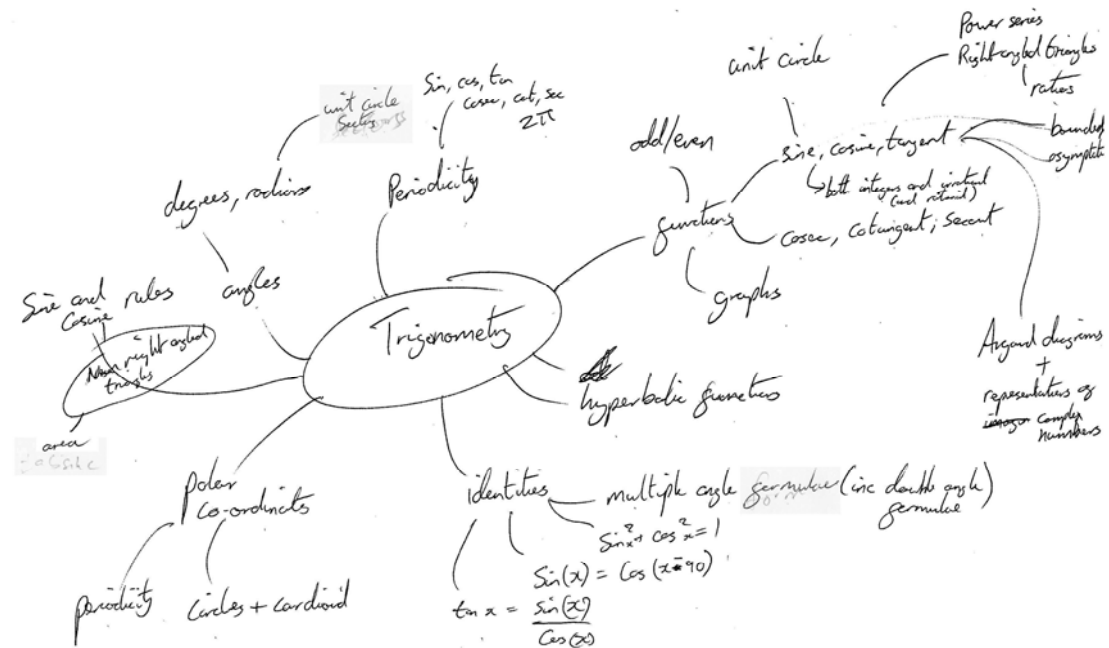 Power series
Right angled triangles
ratios
unit circle
Sin, cos, tan
cosec, cot, sec
2π
unit circle
Sectors
odd/even
sine, cosine, tangent
bounded
asymptote
both integers and irrational
(and rational)
degrees, radians
Periodicity
functions
cosec, cotangent, secant
graphs
angles
Sine and
Cosine rules
Non right angled
triangles
Trigonometry
Argand diagrams
+
representations of
complex
numbers
hyperbolic functions
area
polar
co-ordinates
identities
multiple angle formulae (inc double angle)
formulae
sin²x + cos²x = 1
Sin(x) = Cos(x-90)
periodicity
circles + cardioid
tan x = sin(x)
cos(x)